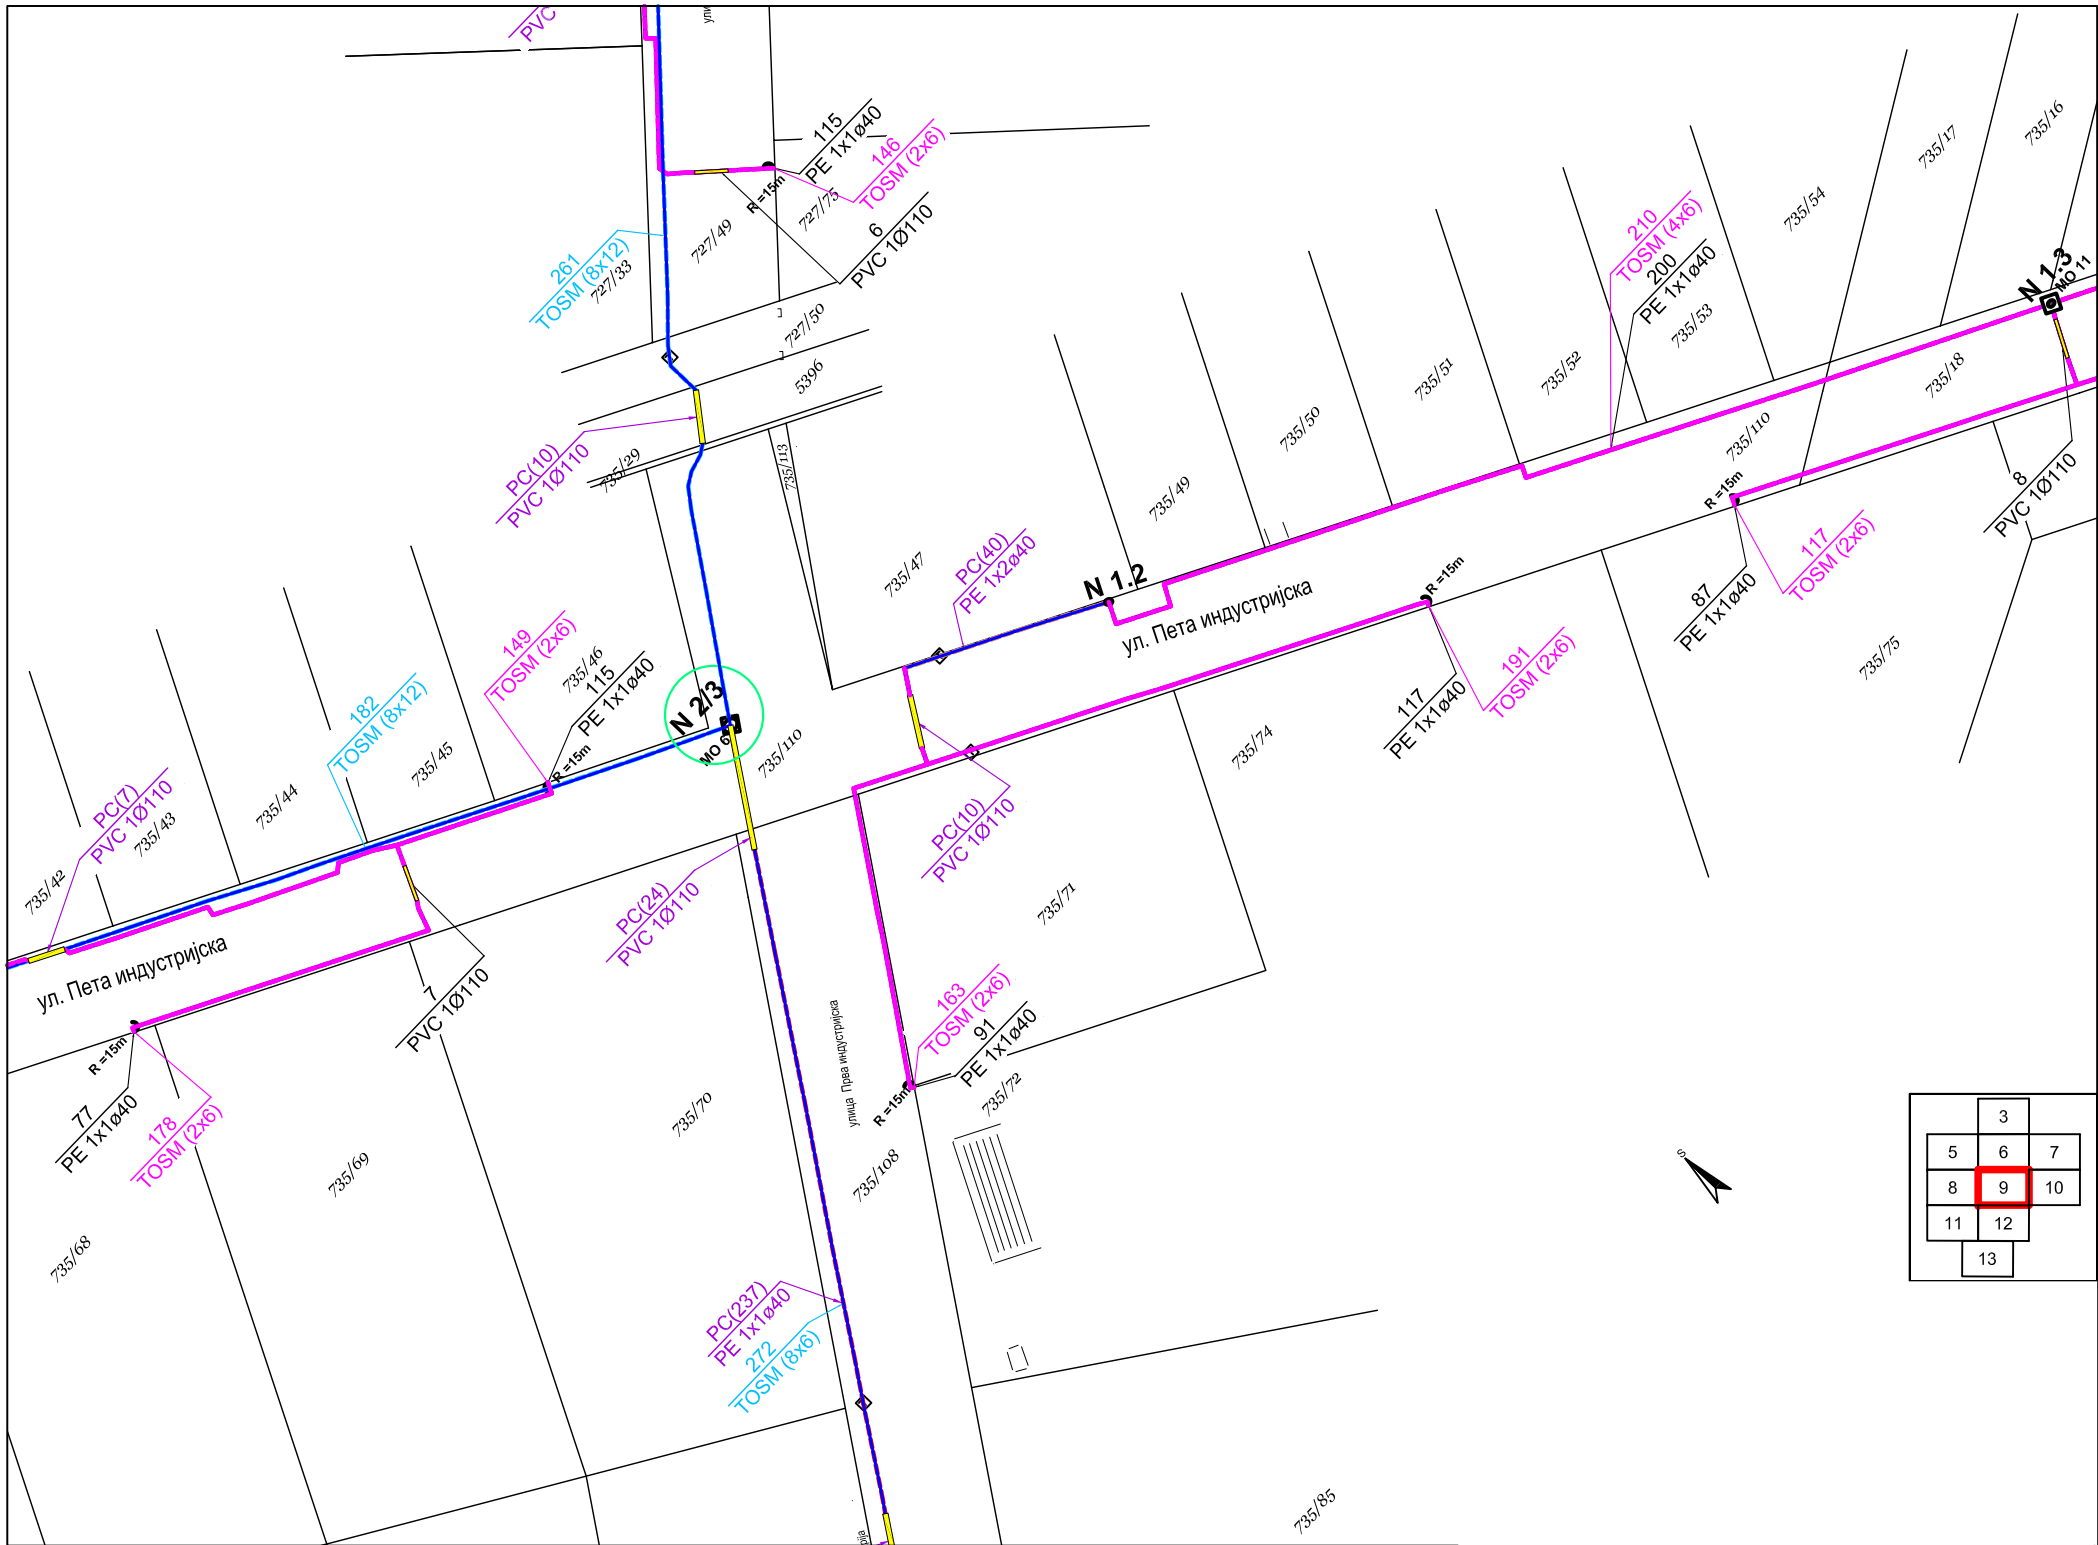 PVC
115
PE 1x1ø40
146
TOSM (2x6)
R =15m
727/75
6
PVC 1Ø110
727/49
261
TOSM (8x12)
727/33
727/50
5396
PC(10)
PVC 1Ø110
735/29
735/113
735/16
735/17
735/54
210
TOSM (4x6)
200
PE 1x1ø40
735/53
N 1.3
MO 11
735/18
735/52
735/51
735/50
735/49
735/110
R =15m
8
PVC 1Ø110
117
TOSM (2x6)
87
PE 1x1ø40
735/75
735/47
PC(40)
PE 1x2ø40
N 1.2
ул. Пета индустријска
R =15m
191
TOSM (2x6)
117
PE 1x1ø40
735/74
149
TOSM (2x6)
735/46
115
PE 1x1ø40
R =15m
N 2/3
MO 6
735/110
182
TOSM (8x12)
735/45
735/44
PC(7)
PVC 1Ø110
735/43
735/42
ул. Пета индустријска
PC(10)
PVC 1Ø110
PC(24)
PVC 1Ø110
735/71
7
PVC 1Ø110
R =15m
77
PE 1x1ø40
178
TOSM (2x6)
улица Прва индустријска
163
TOSM (2x6)
91
PE 1x1ø40
R =15m
735/72
735/70
735/69
735/68
735/108
PC(237)
PE 1x1ø40
272
TOSM (8x6)
735/85
S
3
5 6 7
8 9 10
11 12
13